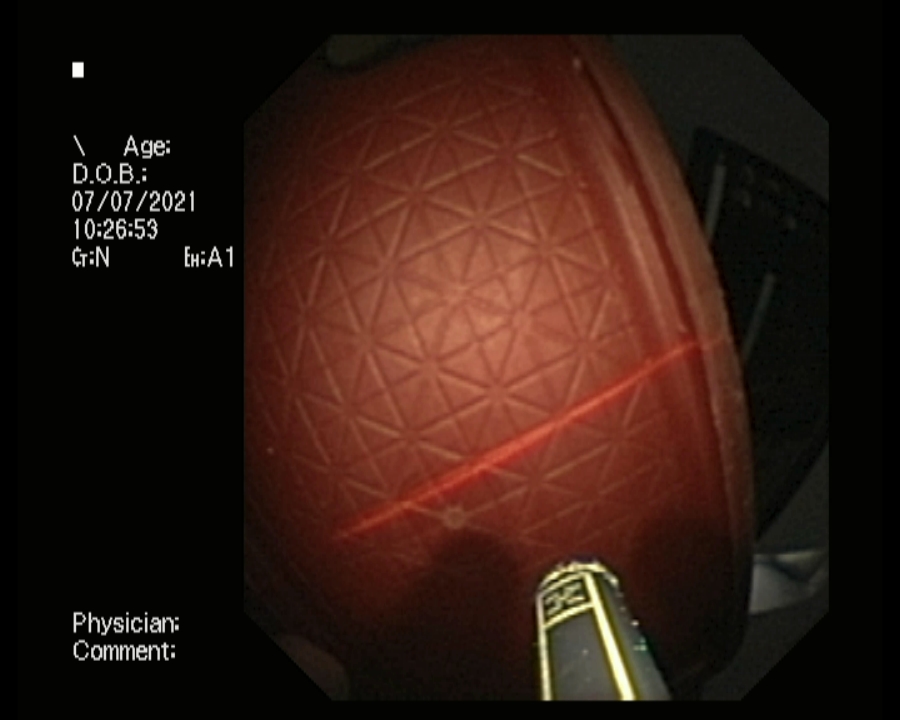 \ Age:
D.O.B.:
07/07/2021
10:26:53
Cr:N Eh:A1
Physician:
Comment: